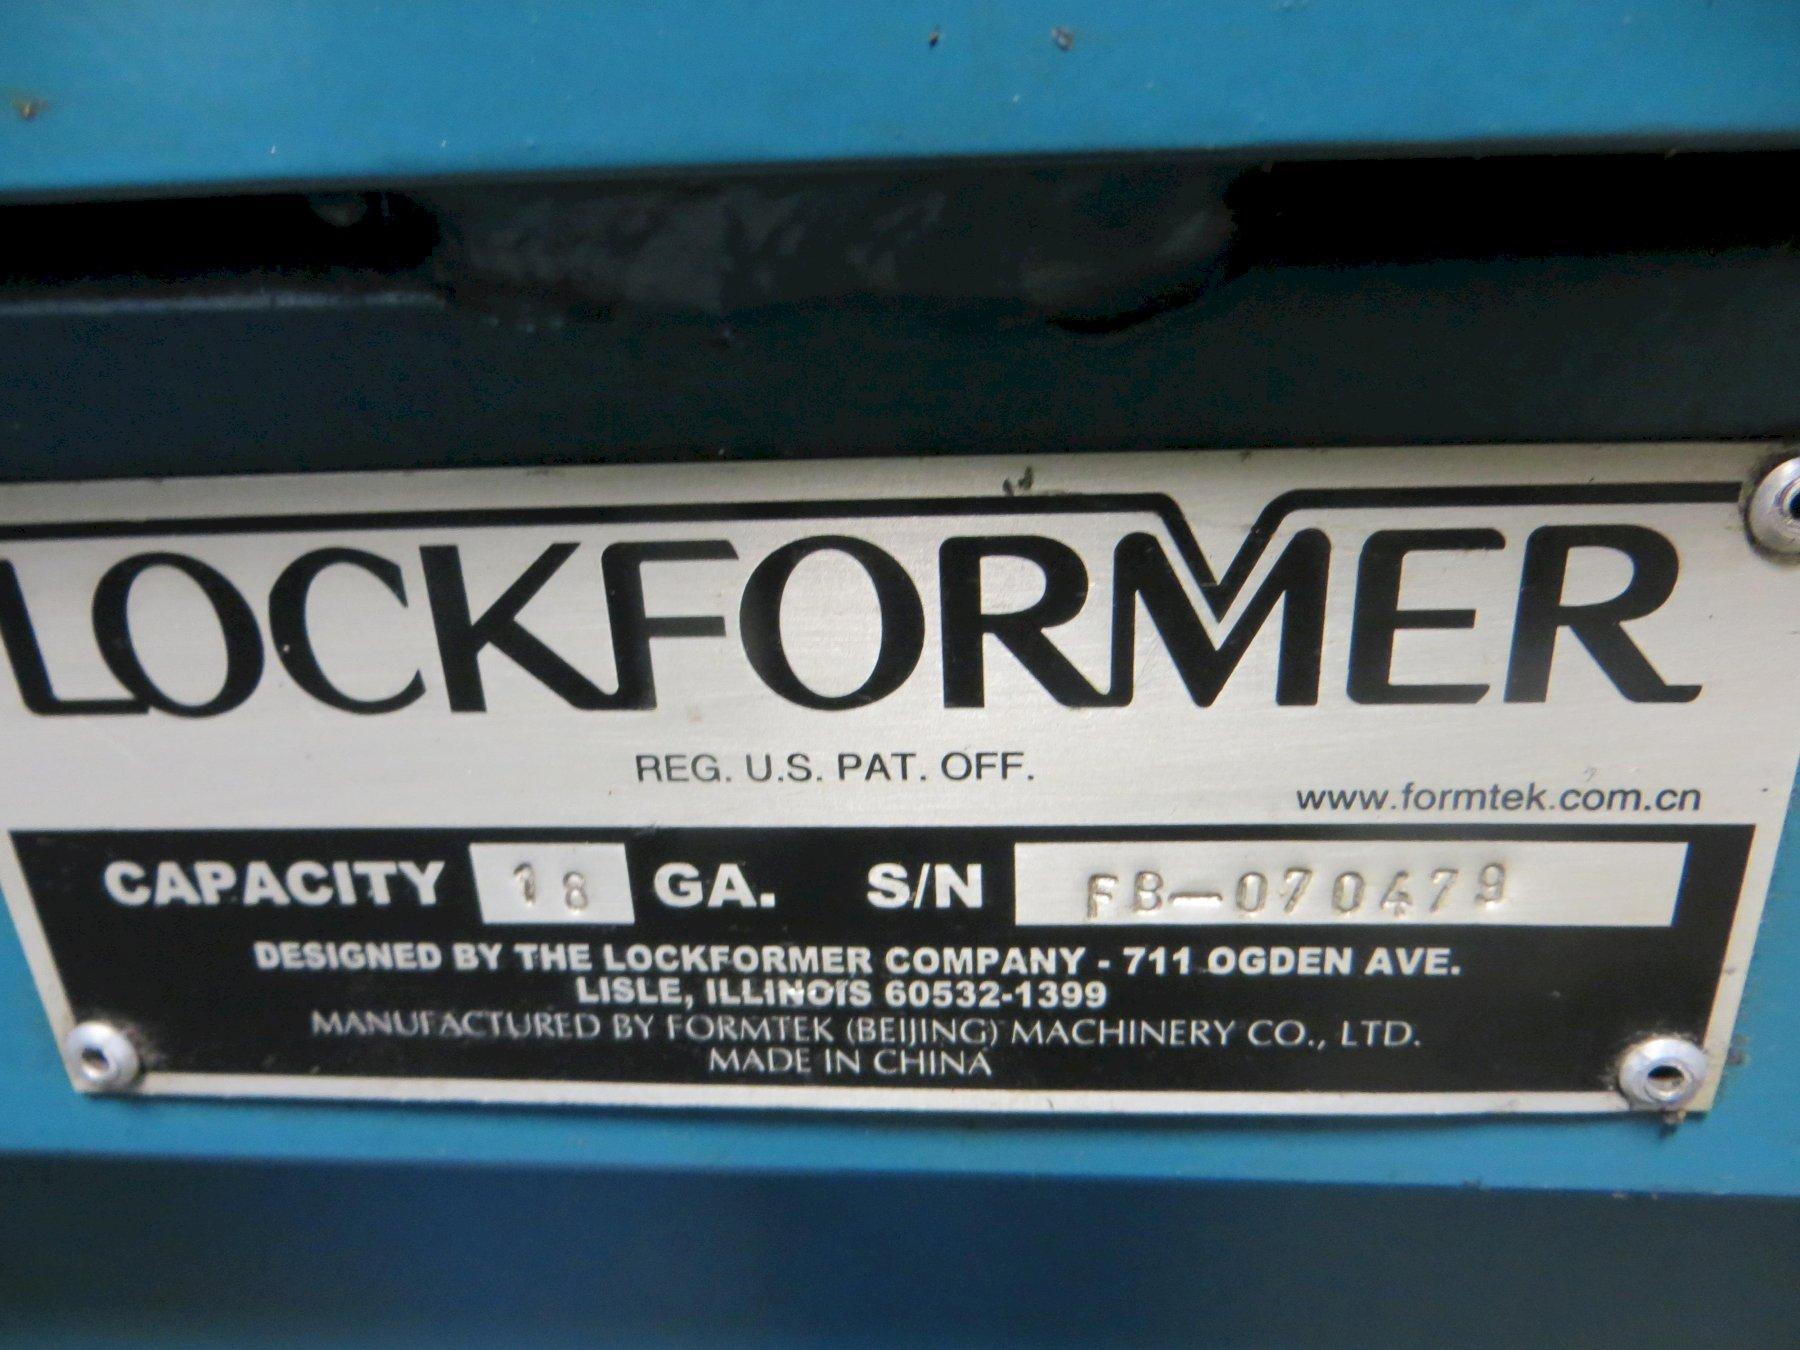 LOCKFORMER
REG. U.S. PAT. OFF.
www.formtek.com.cn
CAPACITY 18 GA. S/N FB-070479
DESIGNED BY THE LOCKFORMER COMPANY - 711 OGDEN AVE.
LISLE, ILLINOIS 60532-1399
MANUFACTURED BY FORMTEK (BEIJING) MACHINERY CO., LTD.
MADE IN CHINA